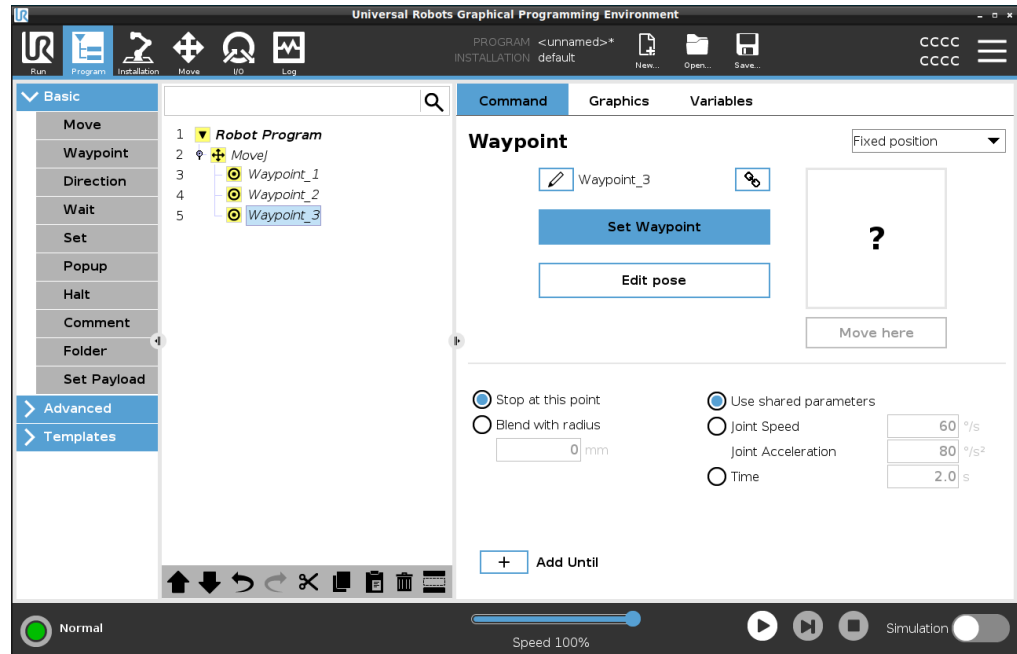 UR
Universal Robots Graphical Programming Environment
UR
Run
Program
Installation
Move
I/O
Log
PROGRAM <unnamed>*
INSTALLATION default
New...
Open...
Save...
cccc
cccc
Basic
Move
Waypoint
Direction
Wait
Set
Popup
Halt
Comment
Folder
Set Payload
Advanced
Templates
1 Robot Program
2 MoveJ
3 Waypoint_1
4 Waypoint_2
5 Waypoint_3
Command Graphics Variables
Waypoint
Fixed position
Waypoint_3
Set Waypoint
Edit pose
?
Move here
Stop at this point
Blend with radius
0 mm
Use shared parameters
Joint Speed 60 °/s
Joint Acceleration 80 °/s²
Time 2.0 s
+ Add Until
Normal
Speed 100%
Simulation